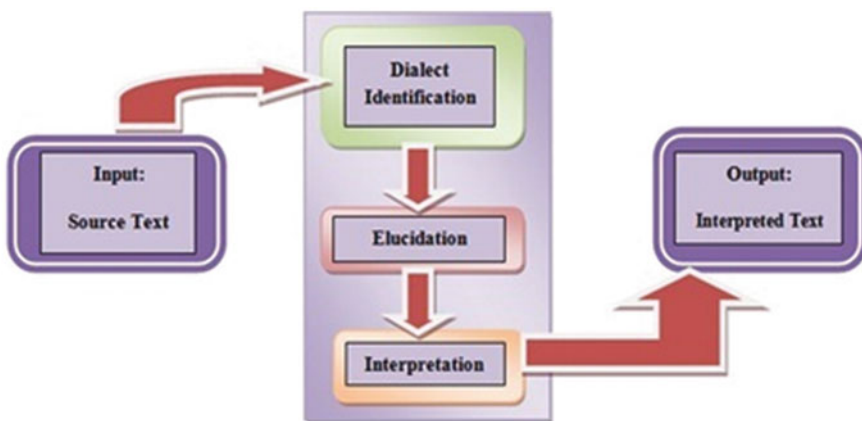 Input:
Source Text
Dialect
Identification
Elucidation
Interpretation
Output:
Interpreted Text